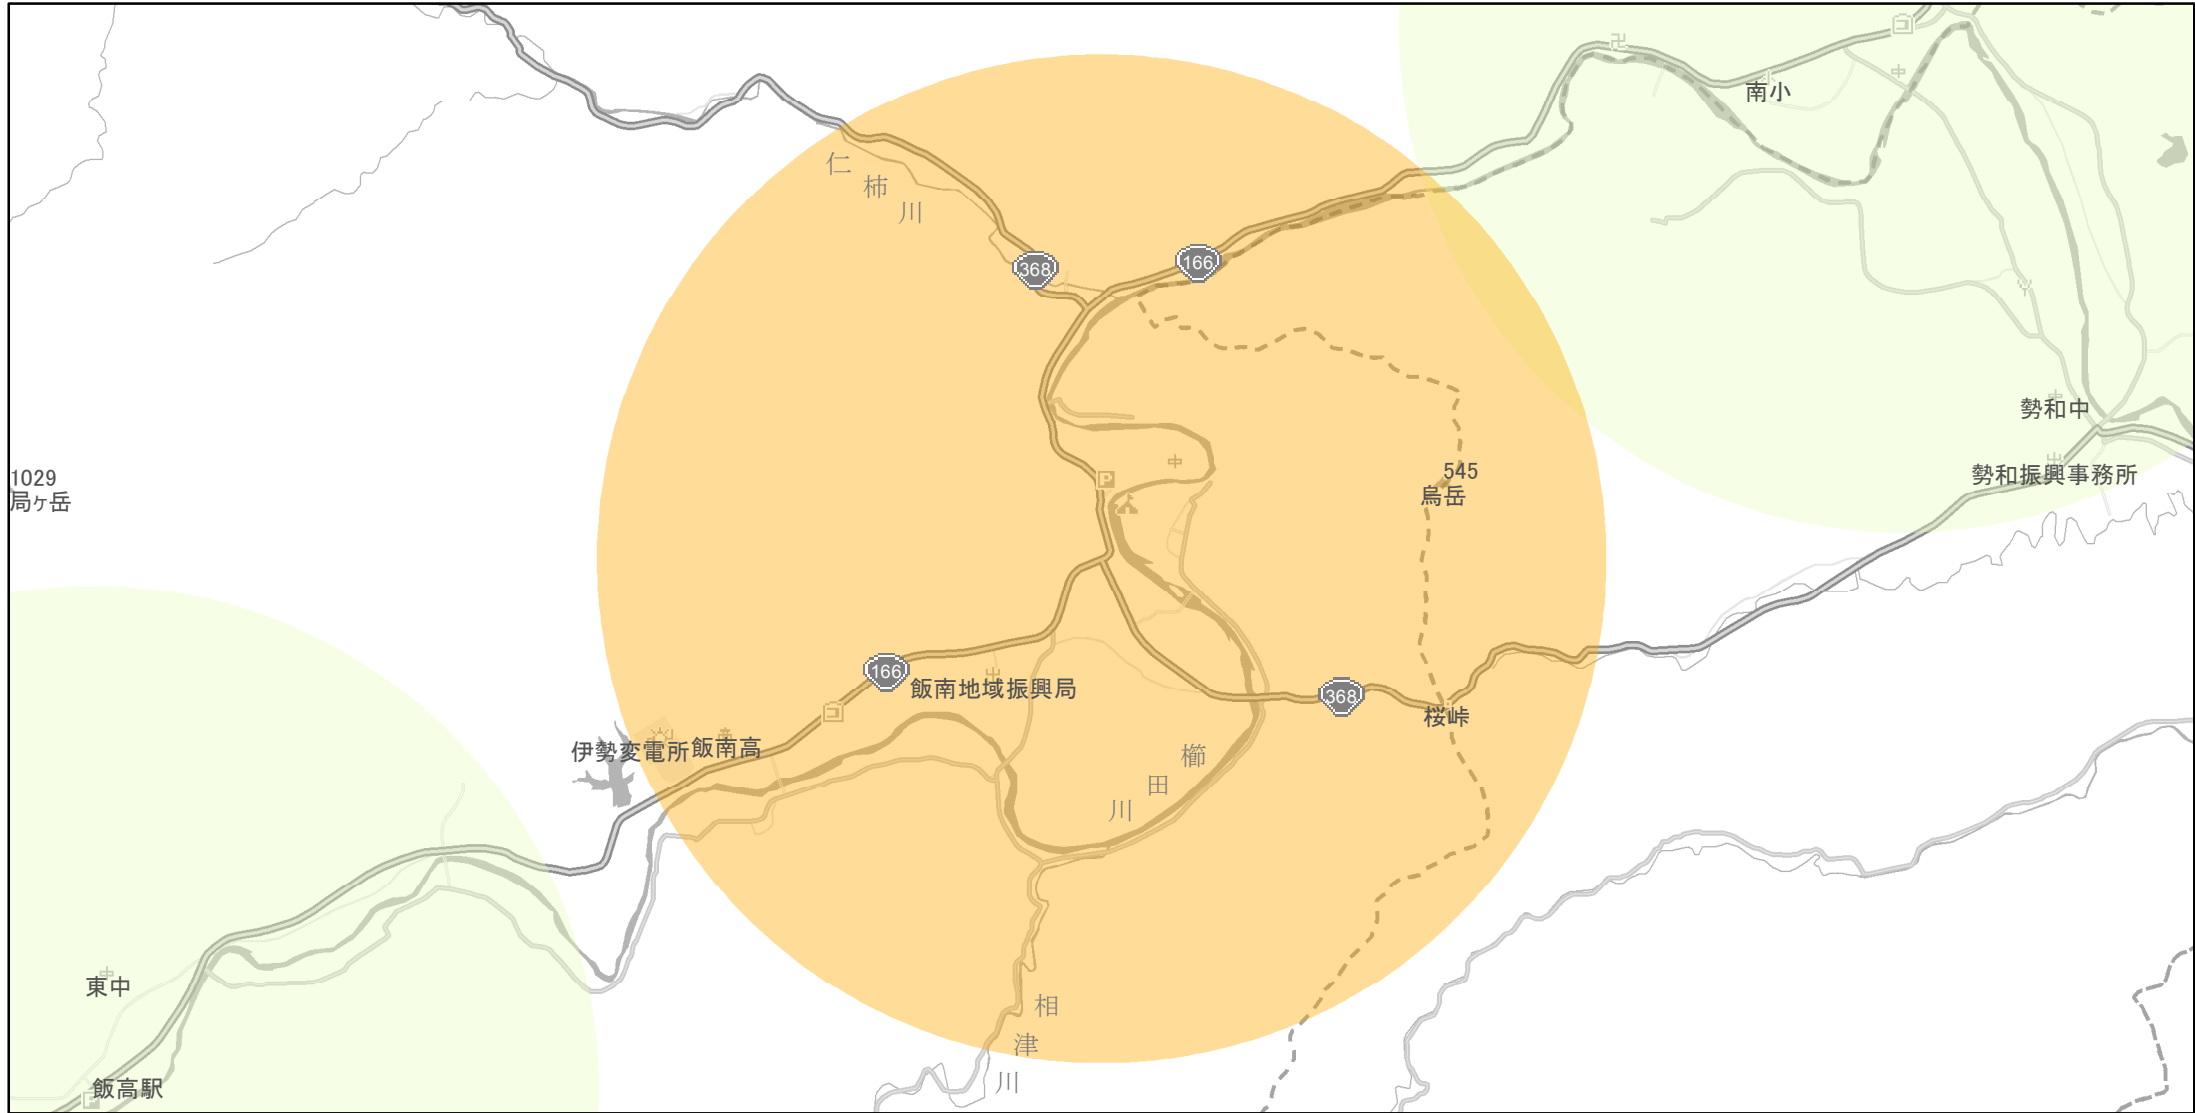 南小
仁柿川
368
166
勢和中
1029
局ヶ岳
545
烏岳
勢和振興事務所
166
飯南地域振興局
368
桜峠
伊勢変電所
飯南高
櫛田川
東中
相津川
飯高駅
P
P